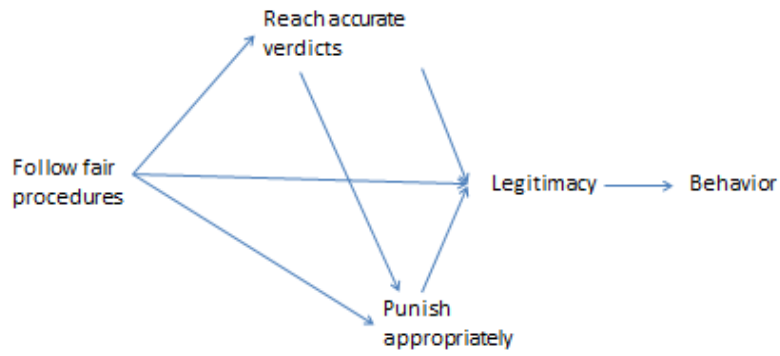 Reach accurate
verdicts
Follow fair
procedures
Legitimacy
Behavior
Punish
appropriately